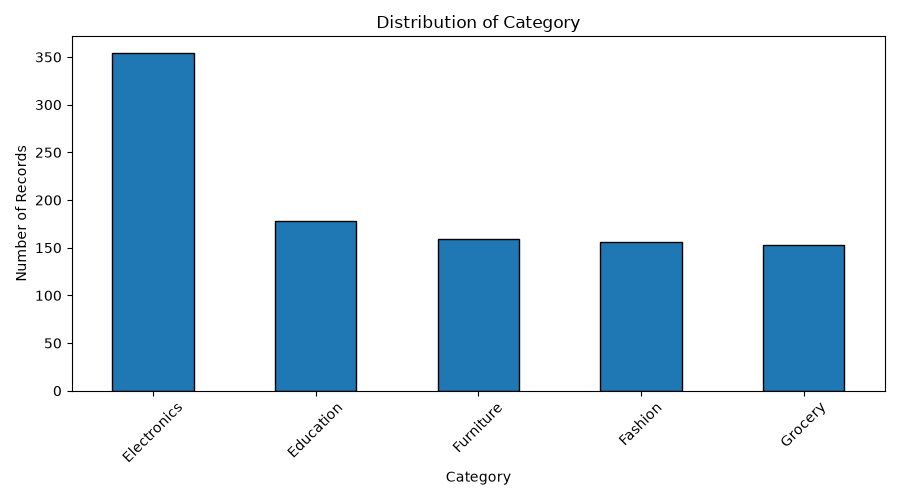 Distribution of Category
Number of Records
350
300
250
200
150
100
50
0
Electronics
Education
Furniture
Fashion
Grocery
Category